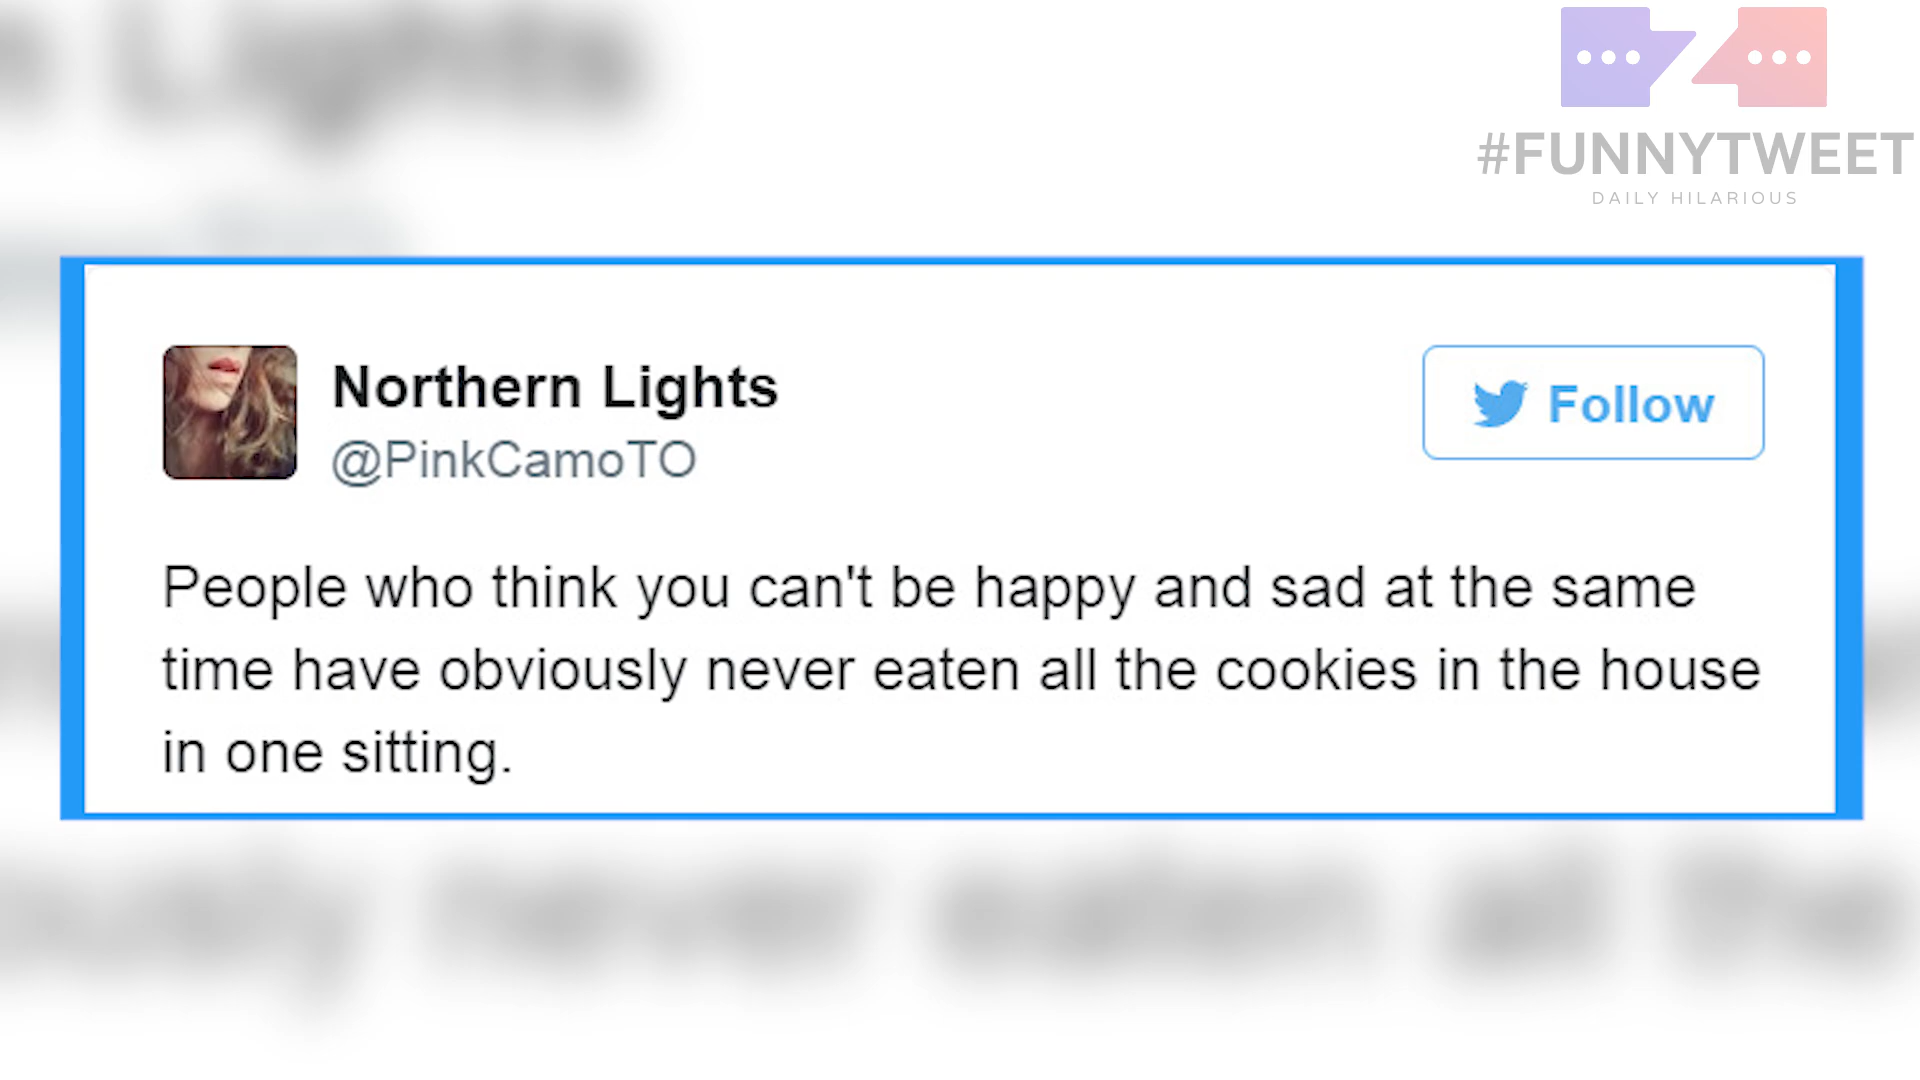 #FUNNYTWEET
DAILY HILARIOUS
Northern Lights
@PinkCamoTO
Follow
People who think you can't be happy and sad at the same
time have obviously never eaten all the cookies in the house
in one sitting.